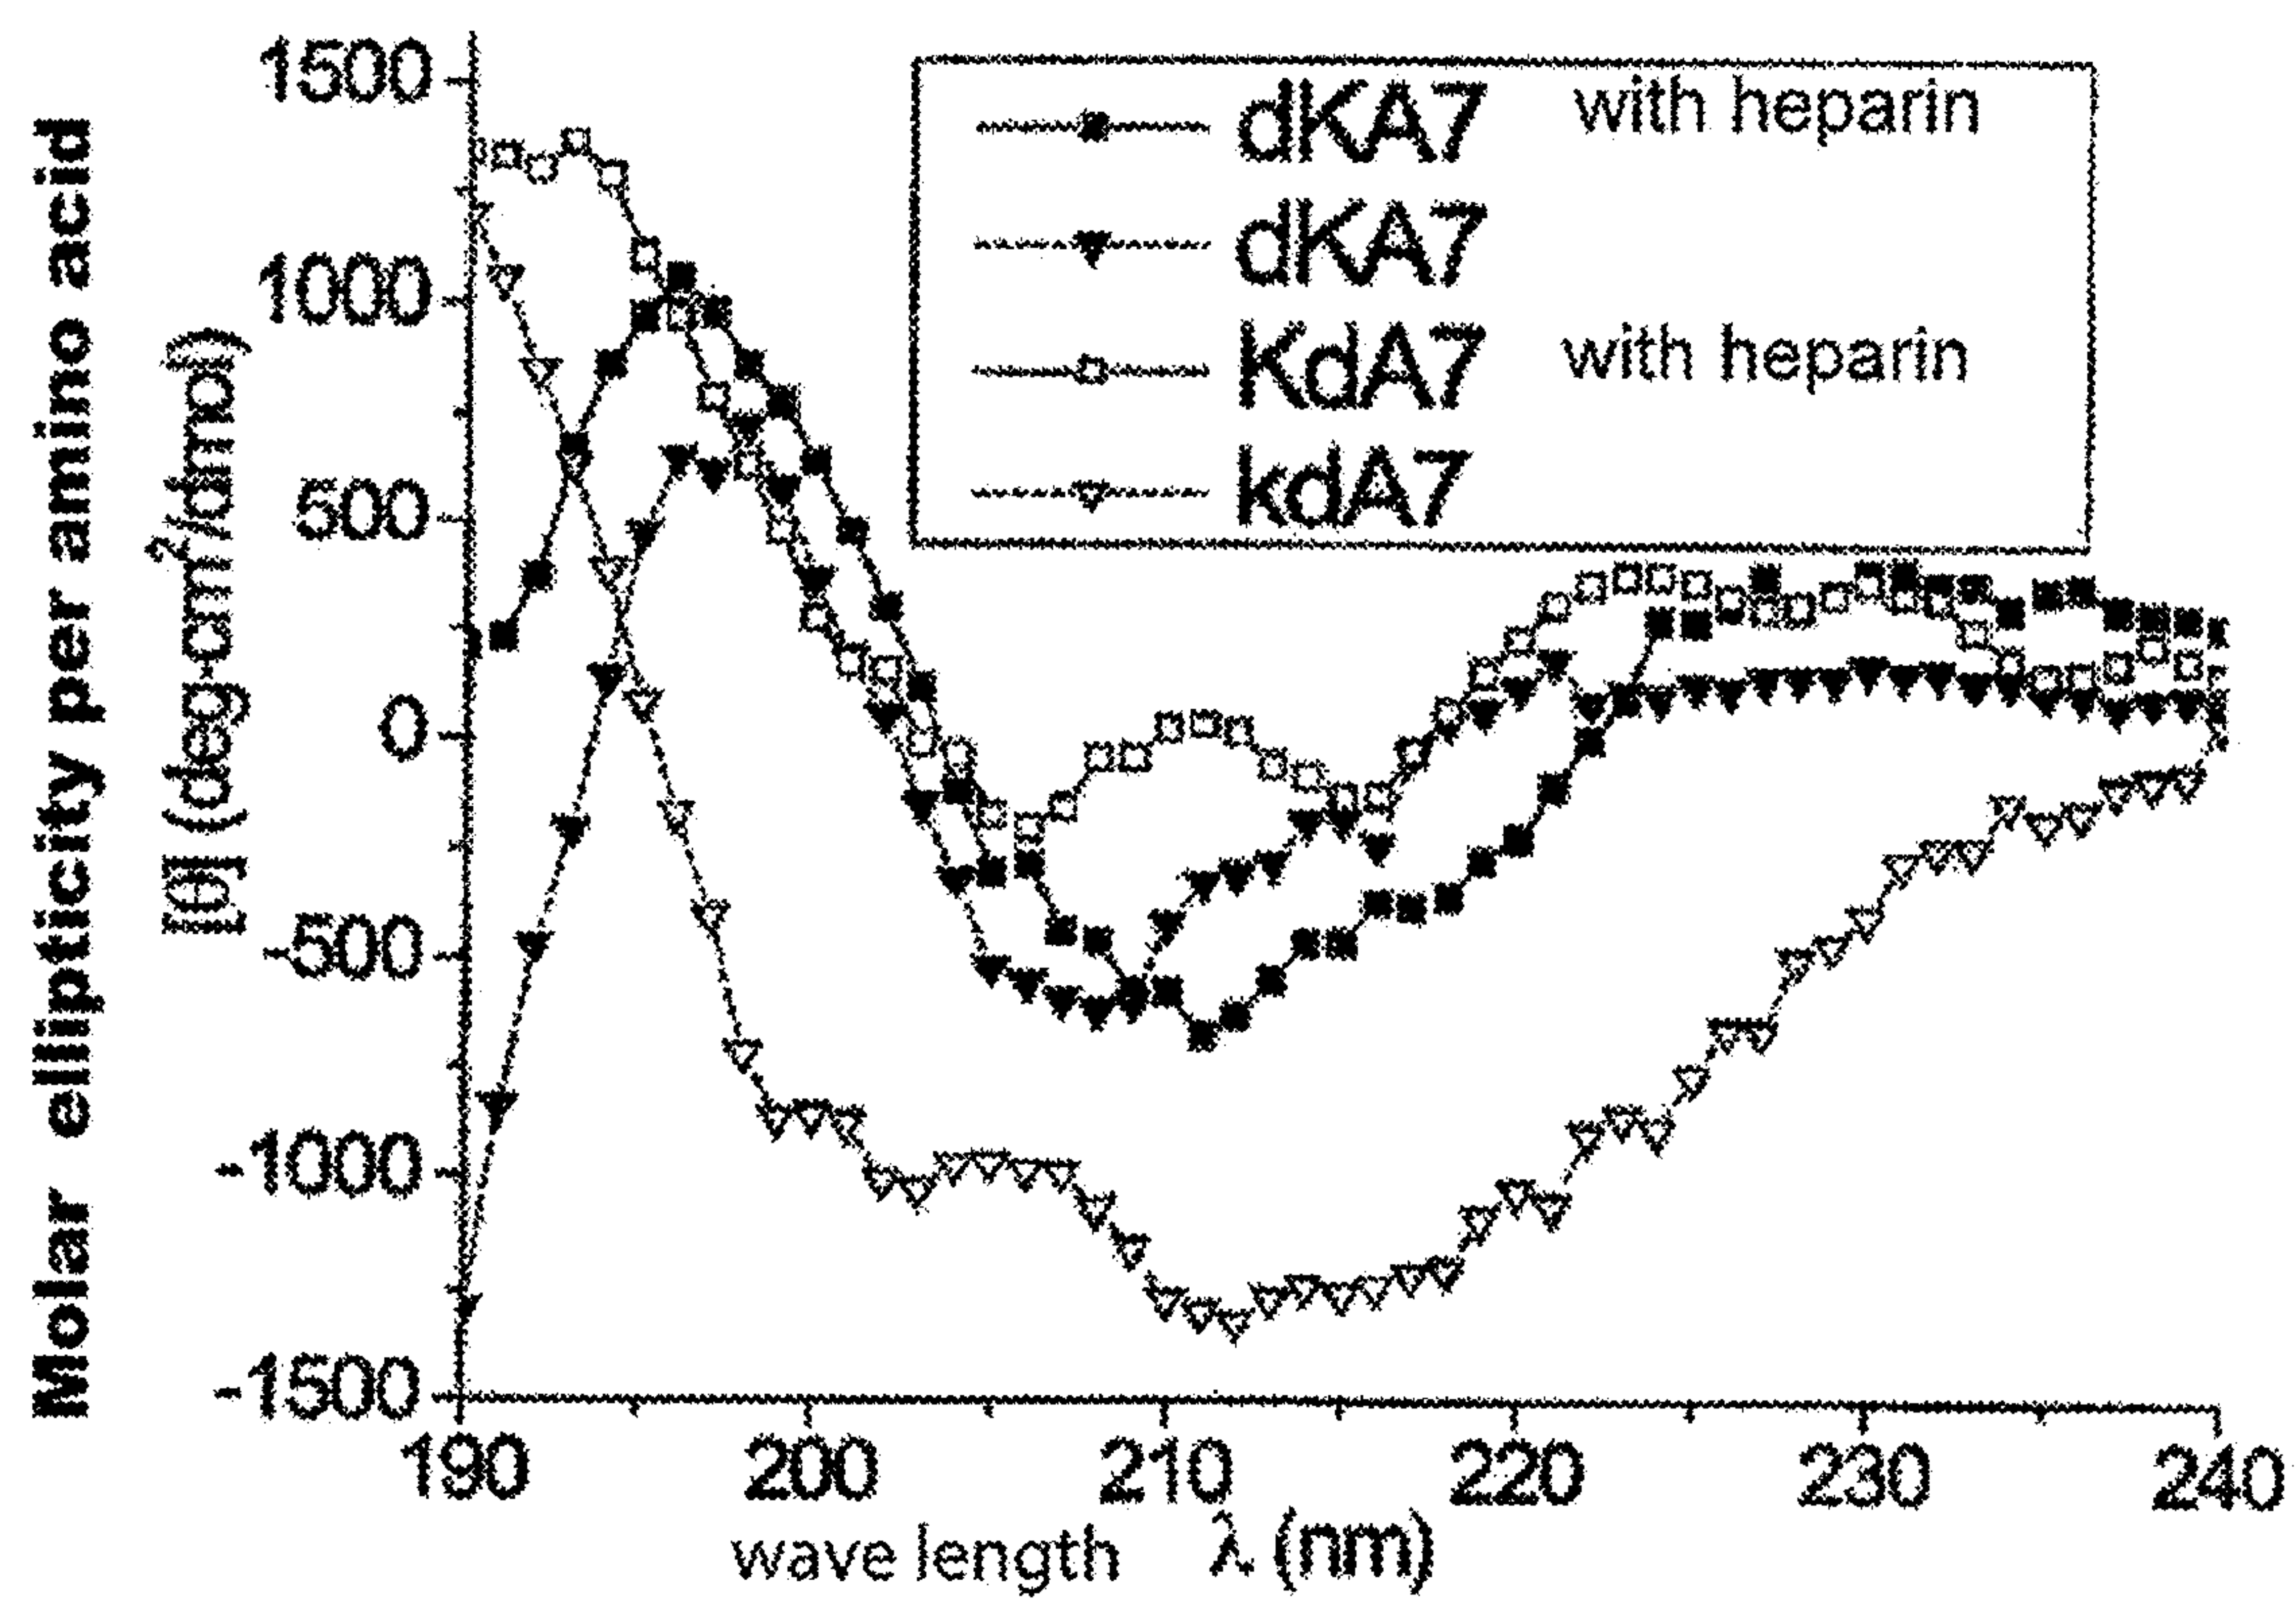 Molar ellipticity per amino acid
[θ] (deg·cm²/dmol)
1500
1000
500
0
-500
-1000
-1500
190 200 210 220 230 240
wave length λ (nm)
dKA7 with heparin
dKA7
KdA7 with heparin
kdA7